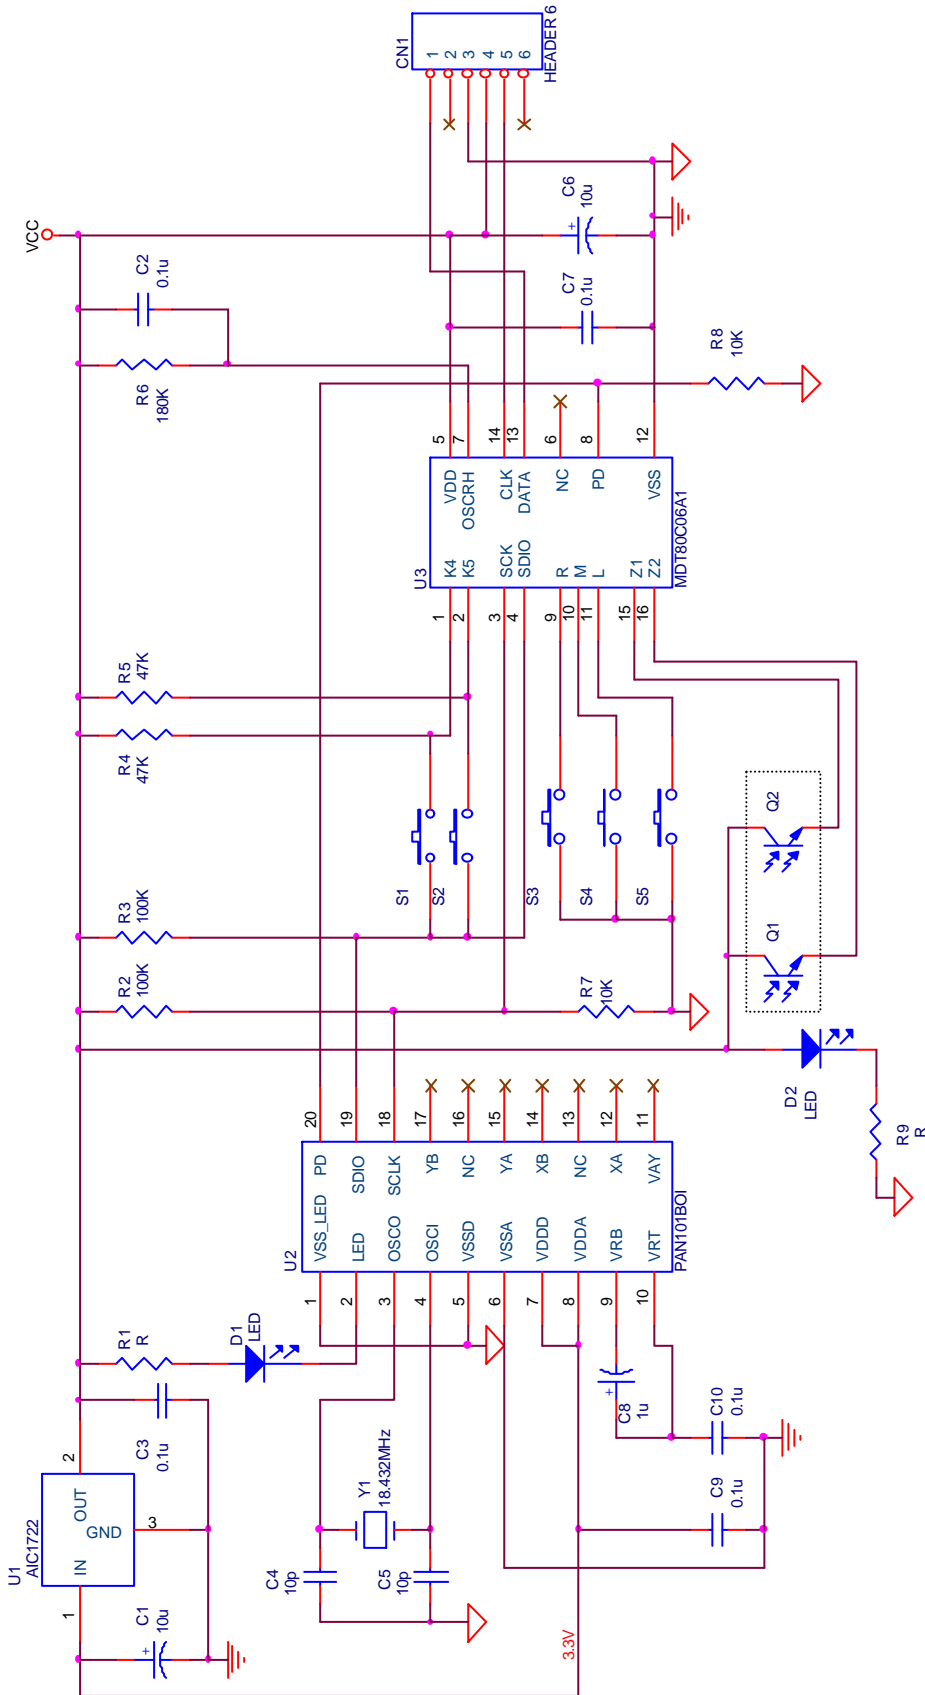 U1
AIC1722
IN
OUT
GND
1
2
3
C1
10u
+
C3
0.1u
R1
R
D1
LED
C4
10p
C5
10p
Y1
18.432MHz
3.3V
C8
1u
+
C9
0.1u
C10
0.1u
U2
PAN101BOI
1
2
3
4
5
6
7
8
9
10
VSS_LED
LED
OSCO
OSCI
VSSD
VSSA
VDDD
VDDA
VRB
VRT
PD
SDIO
SCLK
YB
NC
YA
XB
NC
XA
VAY
20
19
18
17
16
15
14
13
12
11
D2
LED
R9
R
R2
100K
R3
100K
R7
10K
Q1
Q2
S1
S2
S3
S4
S5
R4
47K
R5
47K
U3
MDT80C06A1
1
2
3
4
9
10
11
15
16
K4
K5
SCK
SDIO
R
M
L
Z1
Z2
VDD
OSCRH
CLK
DATA
NC
PD
VSS
5
7
14
13
6
8
12
R6
180K
C2
0.1u
VCC
R8
10K
C7
0.1u
C6
10u
+
CN1
1
2
3
4
5
6
HEADER 6